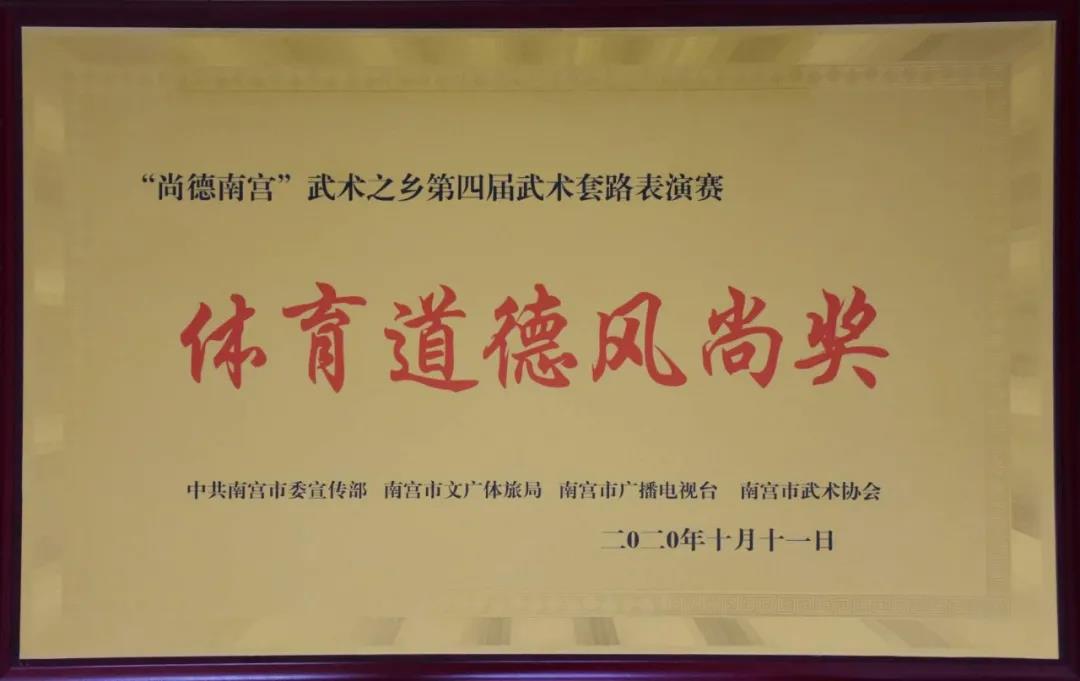 “尚德南宫”武术之乡第四届武术套路表演赛
体育道德风尚奖
中共南宫市委宣传部 南宫市文广体旅局 南宫市广播电视台 南宫市武术协会
二0二0年十月十一日